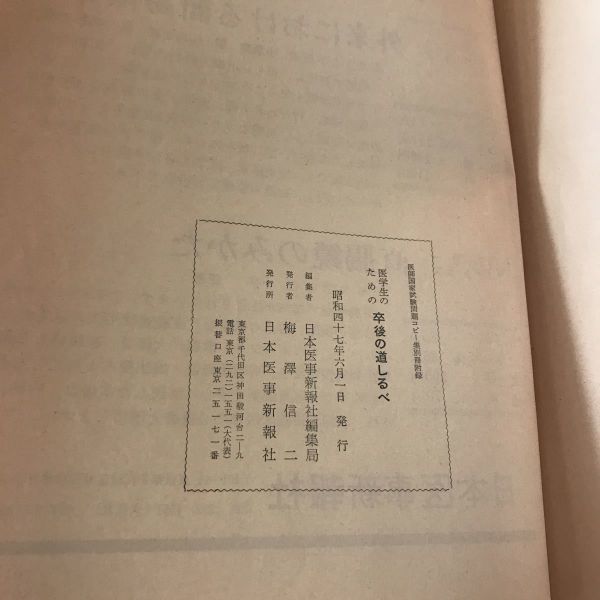 医師国家試験問題コピー集別冊附録
医学生の
ための
卒後の道しるべ
昭和四十七年六月一日 発行
編集者 日本医事新報社編集局
発行者 梅澤信二
発行所 日本医事新報社
東京都千代田区神田駿河台二—九
電話 東京(二九二)一五五一(大代表)
振替口座東京二五一七一番